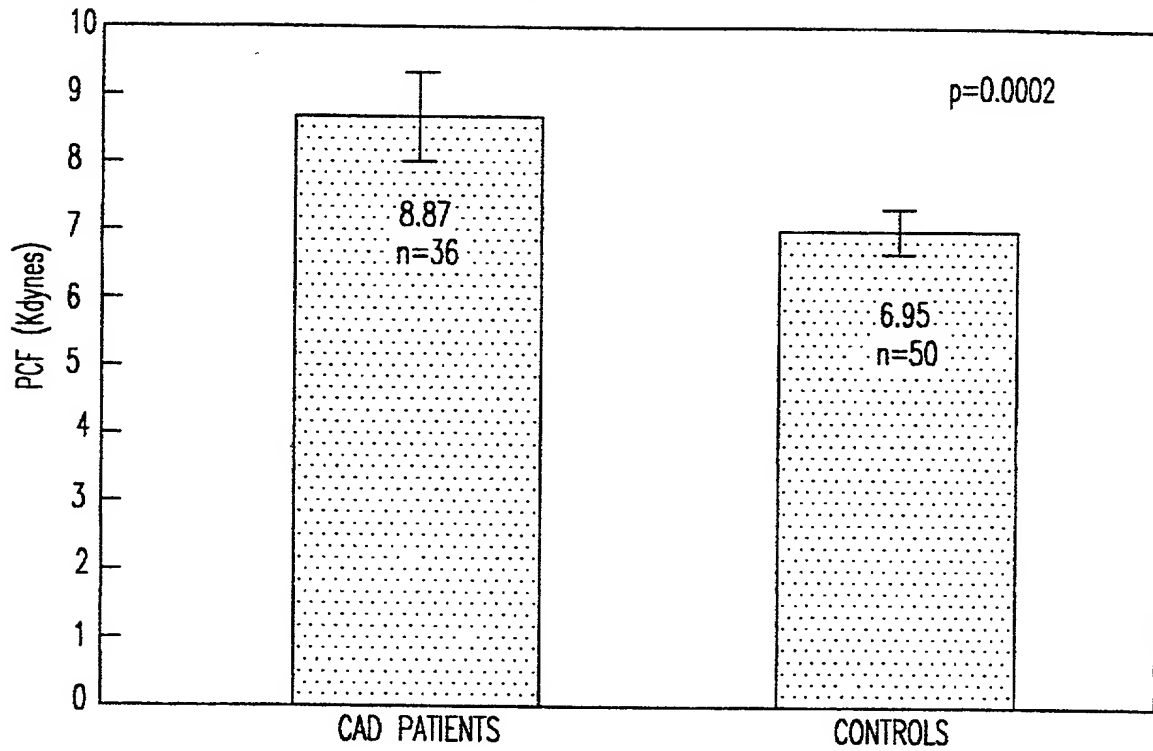 10
9
8
7
6
5
4
3
2
1
0
PCF (Kdynes)
p=0.0002
8.87
n=36
6.95
n=50
CAD PATIENTS
CONTROLS